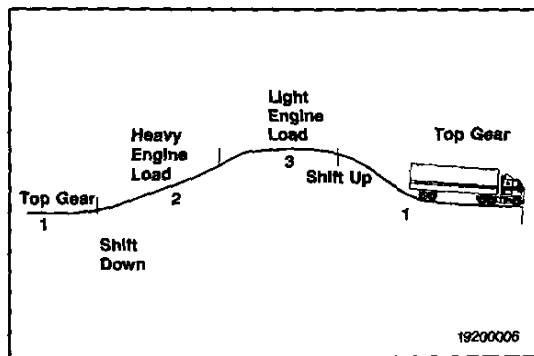 Light
Engine
Load
Heavy
Engine
Load
Top Gear
3
Shift Up
Top Gear
2
1
1
Shift
Down
19200006